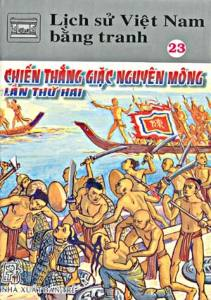 Lịch sử Việt Nam
bằng tranh
23
CHIẾN THẮNG GIẶC NGUYÊN MÔNG
LẦN THỨ HAI
NHÀ XUẤT BẢN TRẺ